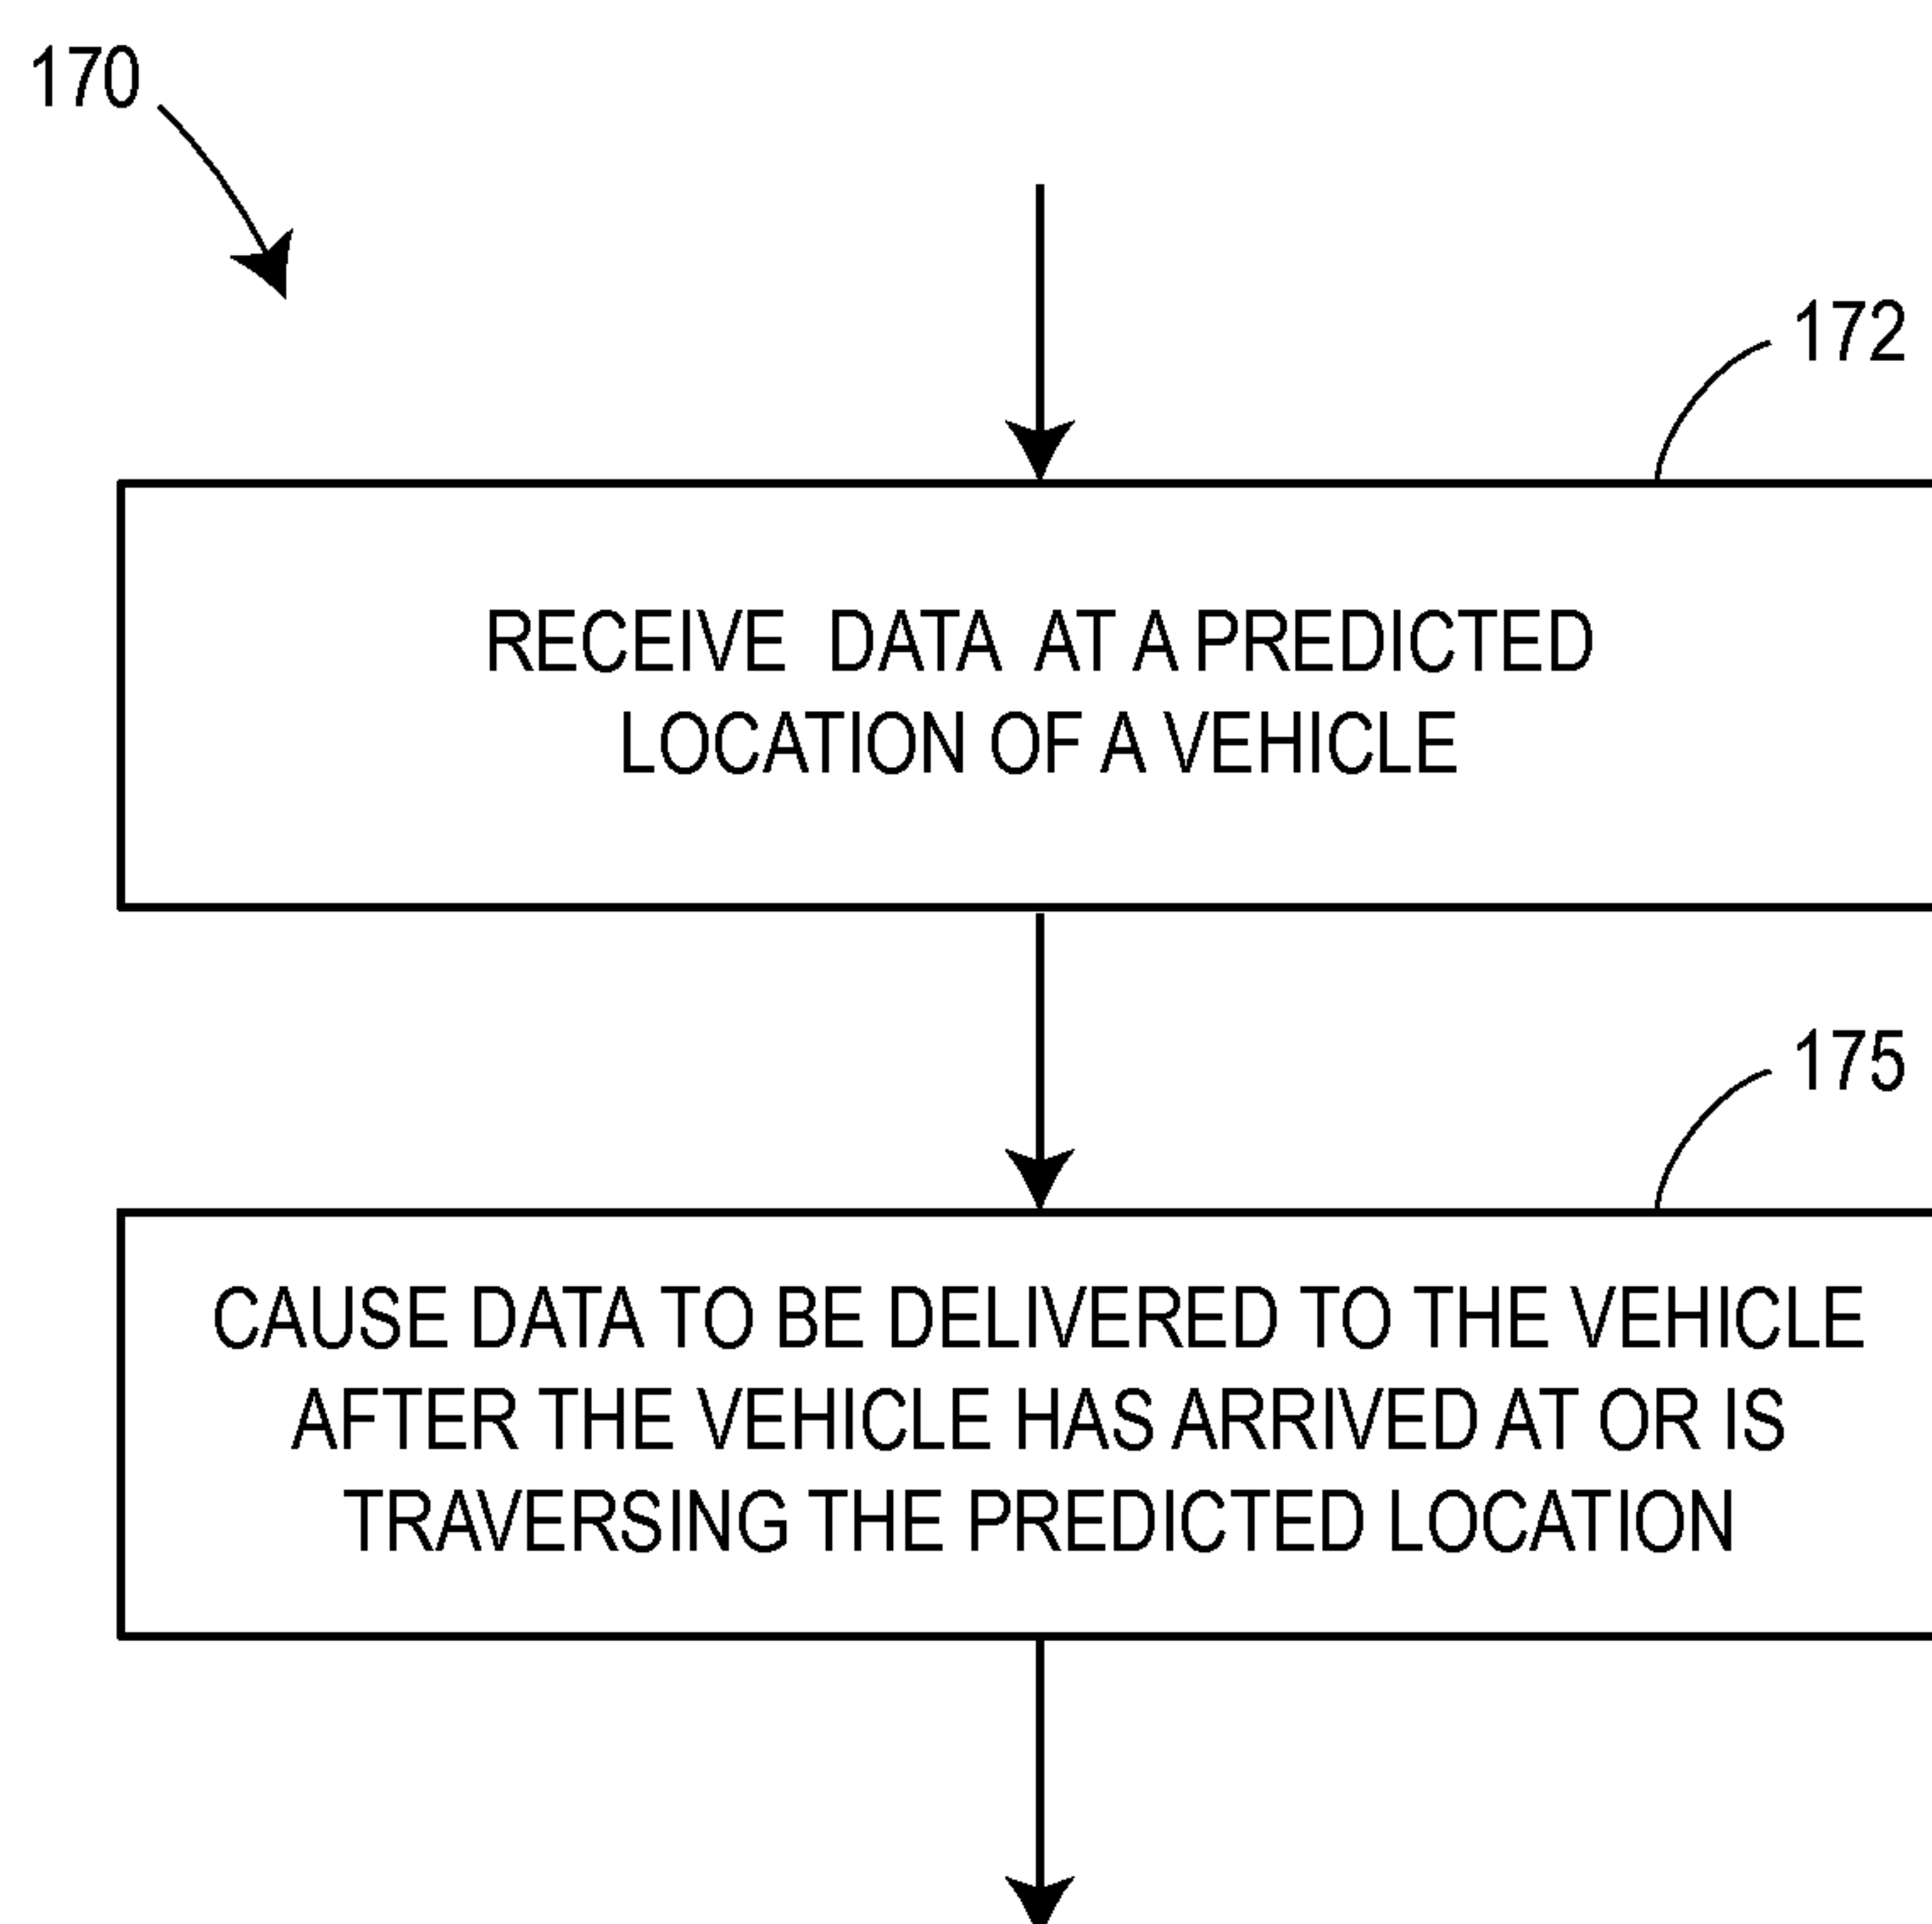 170
172
RECEIVE DATA AT A PREDICTED
LOCATION OF A VEHICLE
175
CAUSE DATA TO BE DELIVERED TO THE VEHICLE
AFTER THE VEHICLE HAS ARRIVED AT OR IS
TRAVERSING THE PREDICTED LOCATION